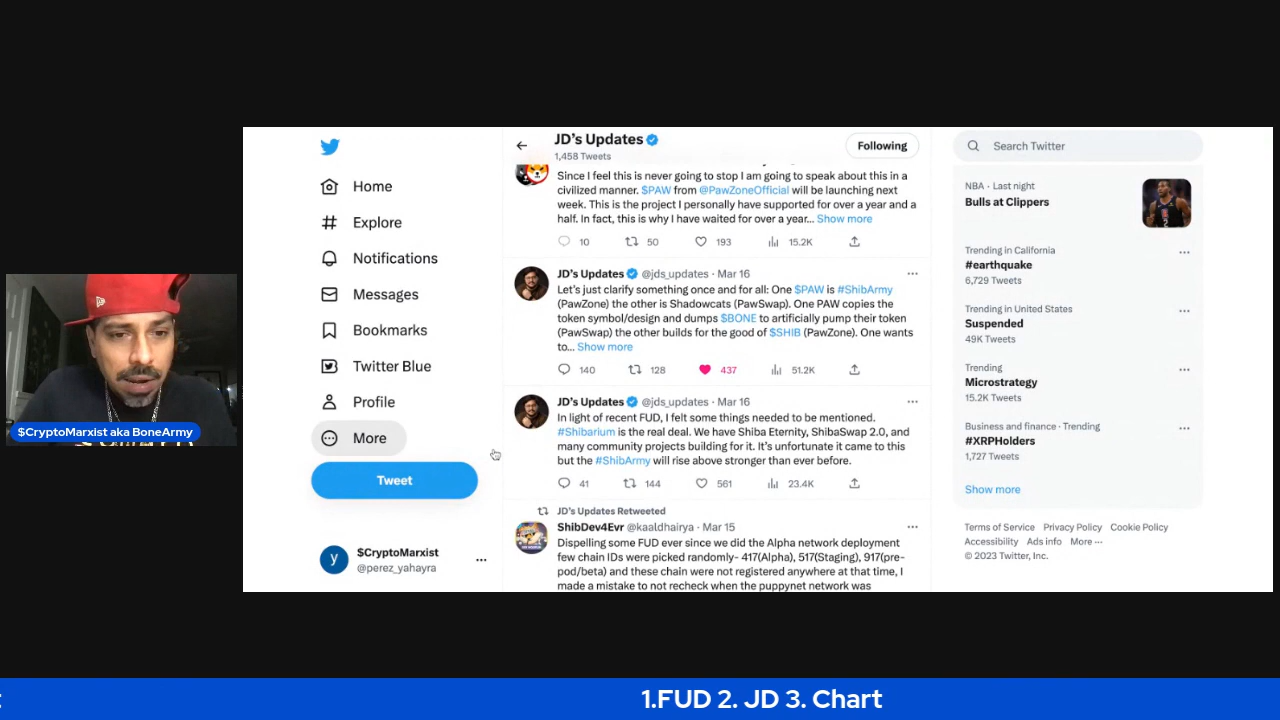 Home
Explore
Notifications
Messages
Bookmarks
Twitter Blue
Profile
More
Tweet
y
$CryptoMarxist
@perez_yahayra
JD's Updates
1,458 Tweets
Following
Since I feel this is never going to stop I am going to speak about this in a
civilized manner. $PAW from @PawZoneOfficial will be launching next
week. This is the project I personally have supported for over a year and a
half. In fact, this is why I have waited for over a year... Show more
10 50 193 15.2K
JD's Updates @jds_updates · Mar 16
Let's just clarify something once and for all: One $PAW is #ShibArmy
(PawZone) the other is Shadowcats (PawSwap). One PAW copies the
token symbol/design and dumps $BONE to artificially pump their token
(PawSwap) the other builds for the good of $SHIB (PawZone). One wants
to... Show more
140 128 437 51.2K
JD's Updates @jds_updates · Mar 16
In light of recent FUD, I felt some things needed to be mentioned.
#Shibarium is the real deal. We have Shiba Eternity, ShibaSwap 2.0, and
many community projects building for it. It's unfortunate it came to this
but the #ShibArmy will rise above stronger than ever before.
41 144 561 23.4K
JD's Updates Retweeted
ShibDev4Evr @kaaldhairya · Mar 15
Dispelling some FUD ever since we did the Alpha network deployment
few chain IDs were picked randomly- 417(Alpha), 517(Staging), 917(pre-
pod/beta) and these chain were not registered anywhere at that time, I
made a mistake to not recheck when the puppynet network was
Search Twitter
NBA · Last night
Bulls at Clippers
Trending in California
#earthquake
6,729 Tweets
Trending in United States
Suspended
49K Tweets
Trending
Microstrategy
15.2K Tweets
Business and finance · Trending
#XRPHolders
1,727 Tweets
Show more
Terms of Service Privacy Policy Cookie Policy
Accessibility Ads info More ···
© 2023 Twitter, Inc.
$CryptoMarxist aka BoneArmy
1.FUD 2. JD 3. Chart